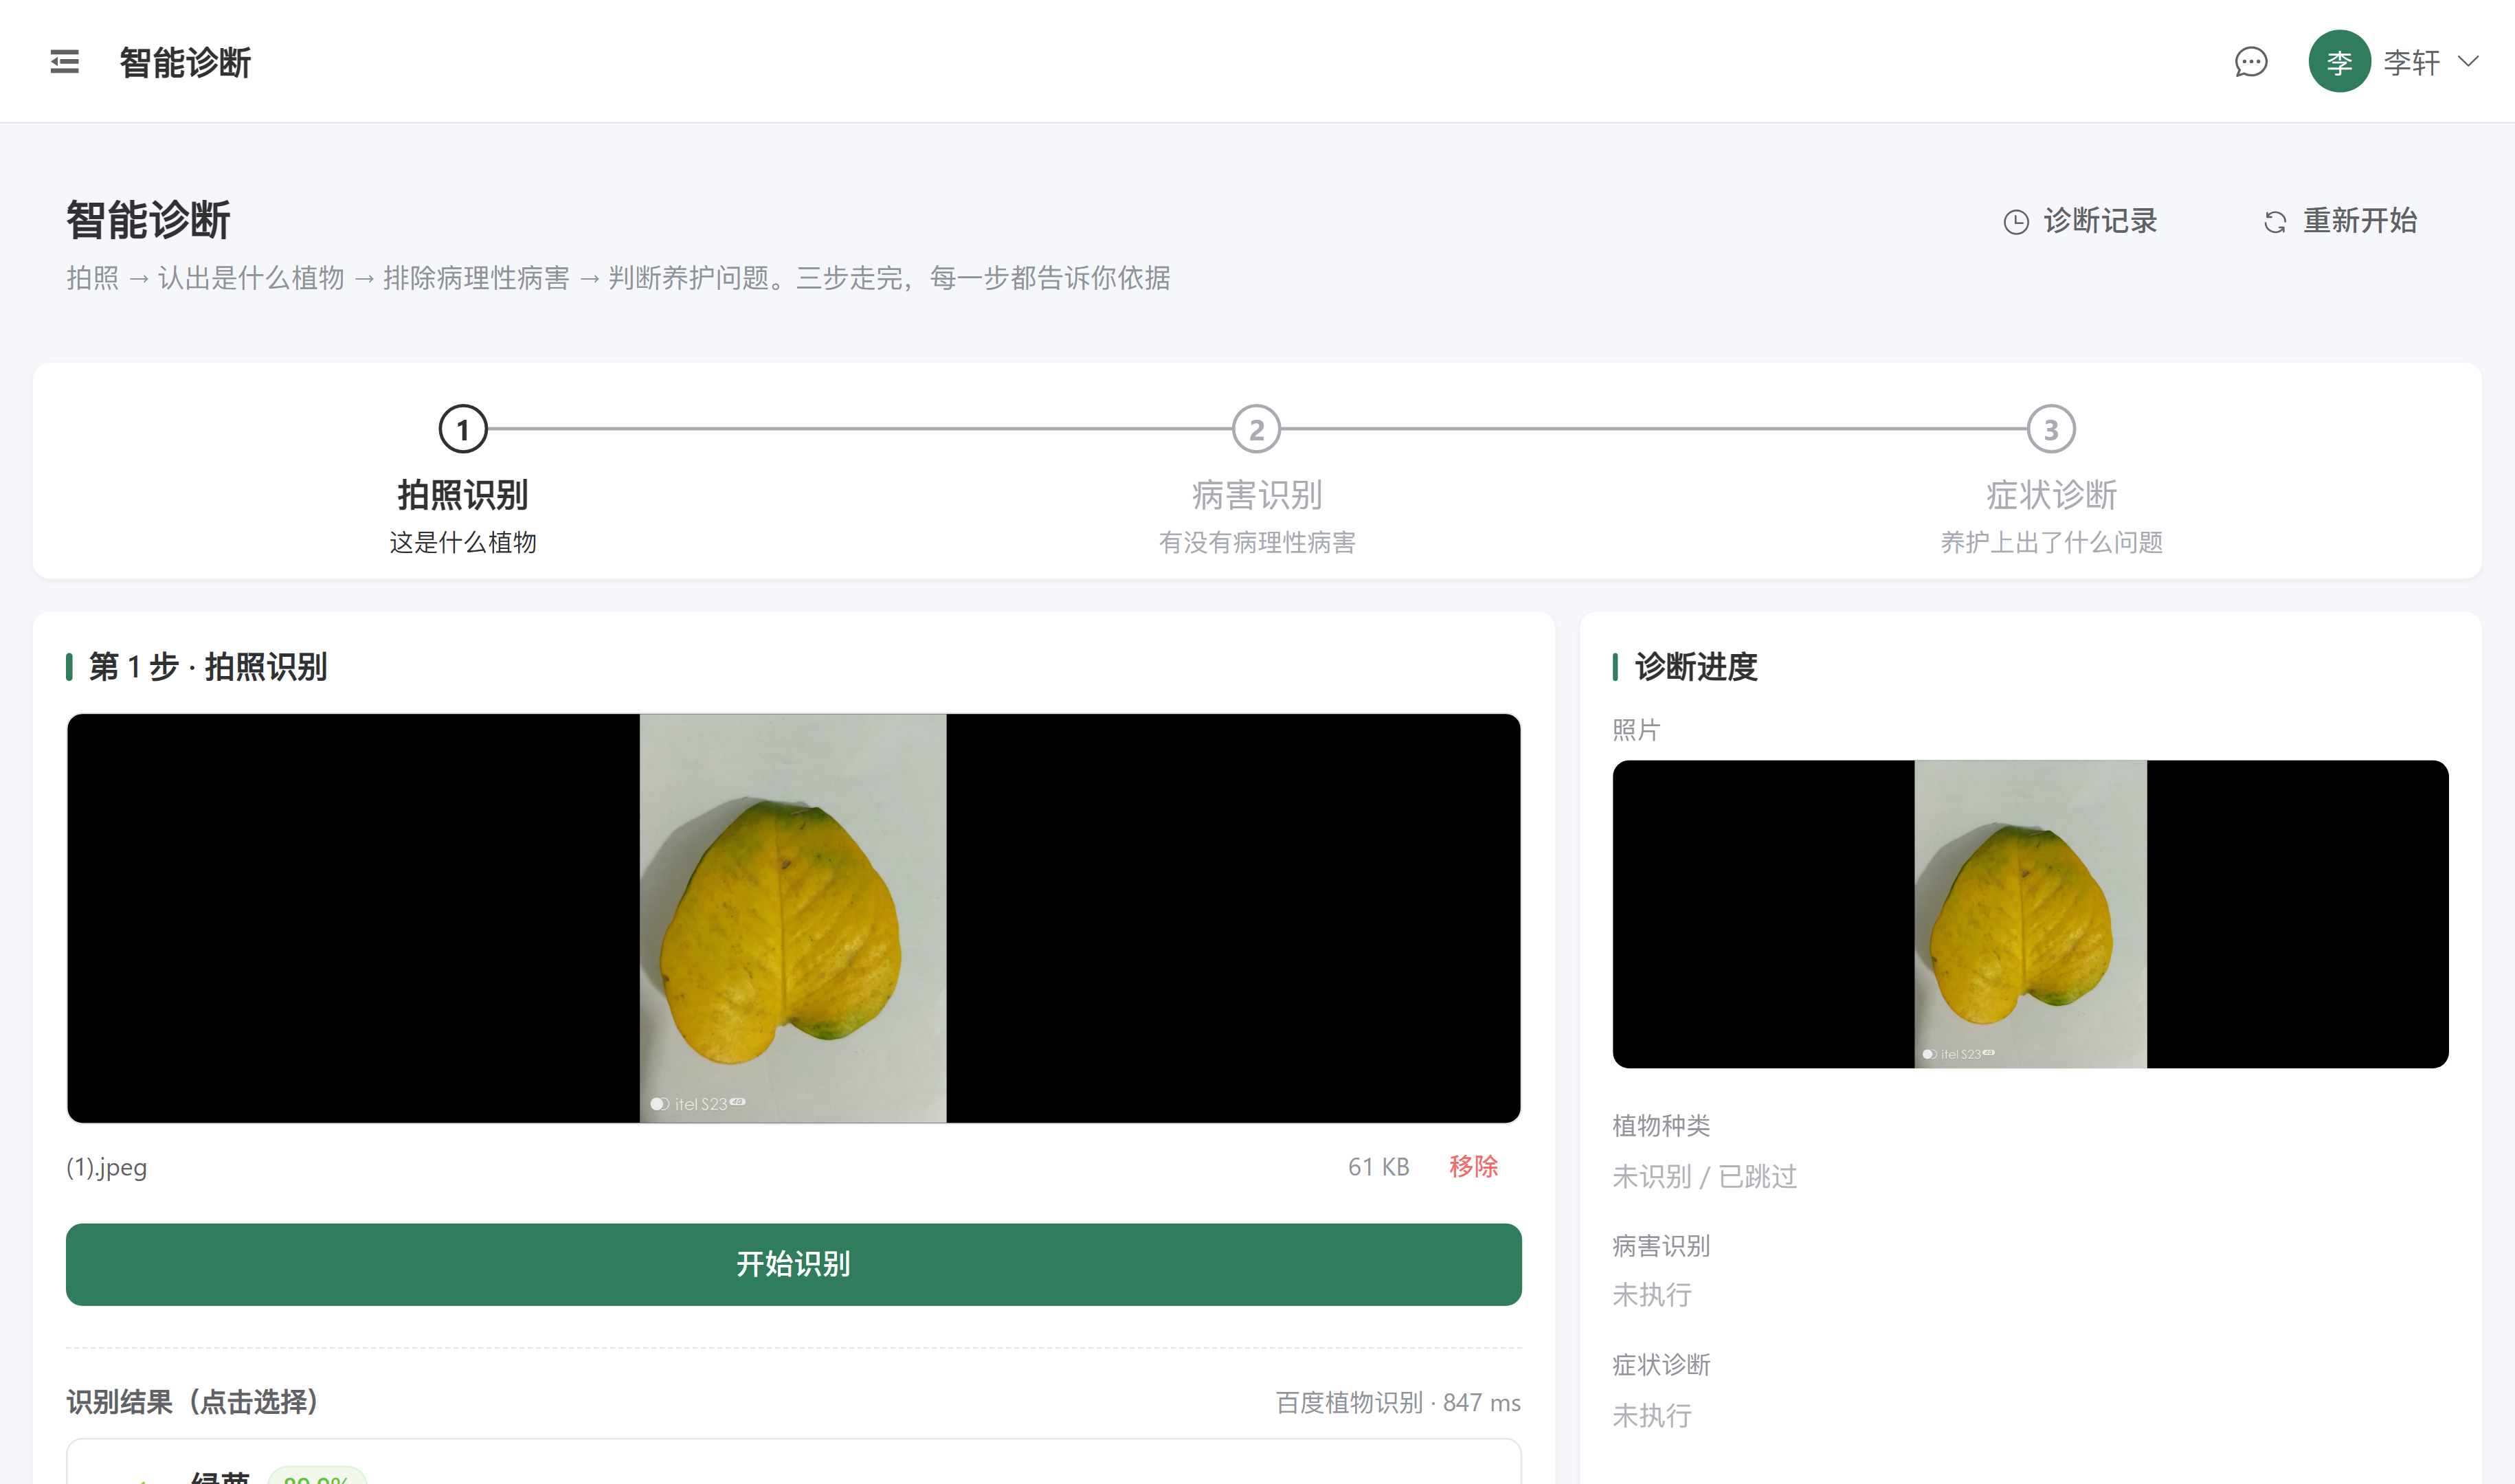 智能诊断
李 李轩
智能诊断
诊断记录
重新开始
拍照 → 认出是什么植物 → 排除病理性病害 → 判断养护问题。三步走完，每一步都告诉你依据
1
2
3
拍照识别
病害识别
症状诊断
这是什么植物
有没有病理性病害
养护上出了什么问题
第 1 步 · 拍照识别
itel S23
(1).jpeg
61 KB
移除
开始识别
识别结果（点击选择）
百度植物识别 · 847 ms
绿萝
89.9%
诊断进度
照片
itel S23
植物种类
未识别 / 已跳过
病害识别
未执行
症状诊断
未执行